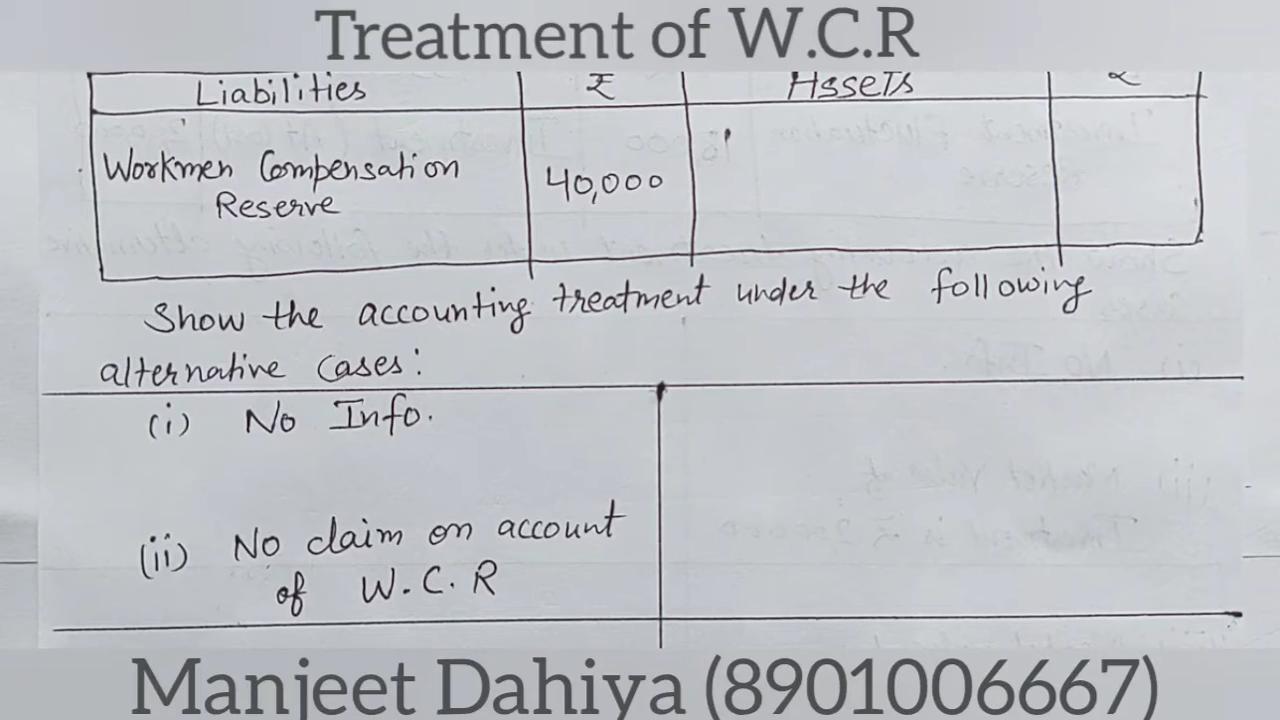 Treatment of W.C.R
Liabilities ₹ Assets ₹
Workmen Compensation
Reserve 40,000
Show the accounting treatment under the following
alternative cases:
(i) No Info.
(ii) No claim on account
of W.C.R
Manjeet Dahiya (8901006667)